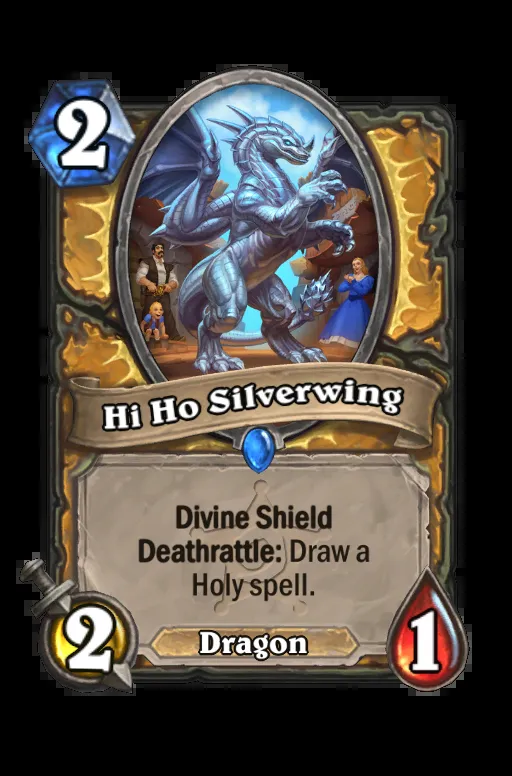 2
Hi Ho Silverwing
Divine Shield
Deathrattle: Draw a
Holy spell.
2
Dragon
1